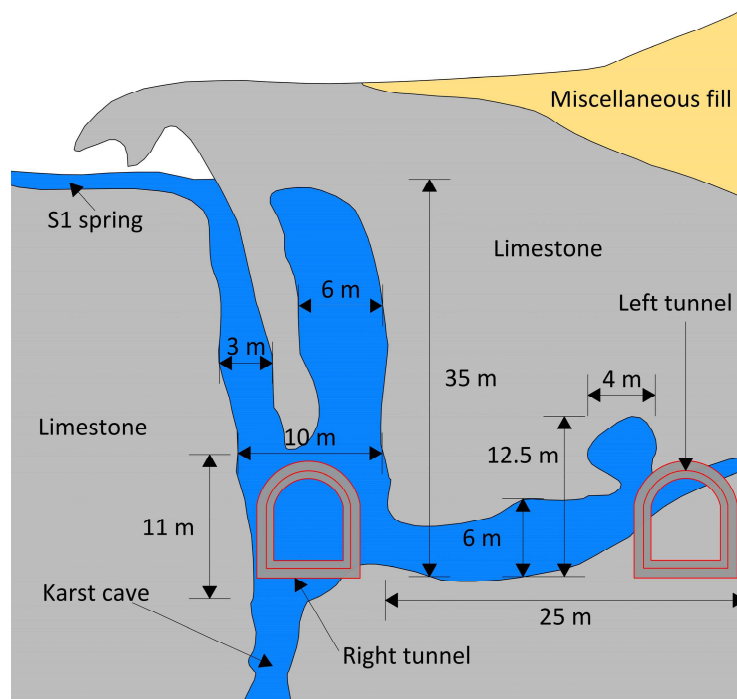 Miscellaneous fill
S1 spring
Limestone
6 m
Left tunnel
3 m
35 m
4 m
Limestone
10 m
12.5 m
11 m
6 m
Karst cave
25 m
Right tunnel